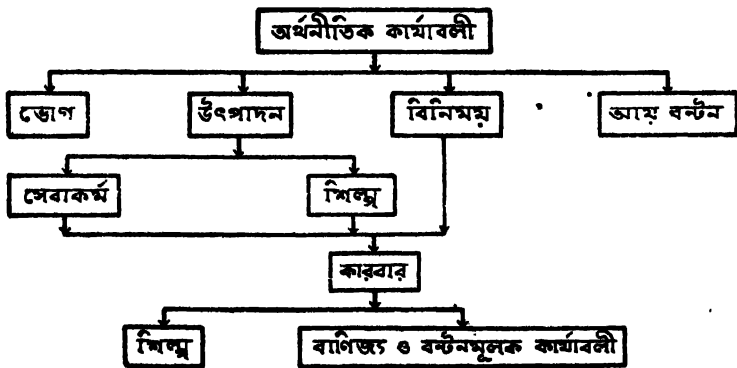 অর্থনীতিক কার্যাবলী
ভোগ উৎপাদন বিনিময় আয় বন্টন
সেবাকর্ম শিল্প
কারবার
শিল্প বাণিজ্য ও বন্টনমূলক কার্যাবলী